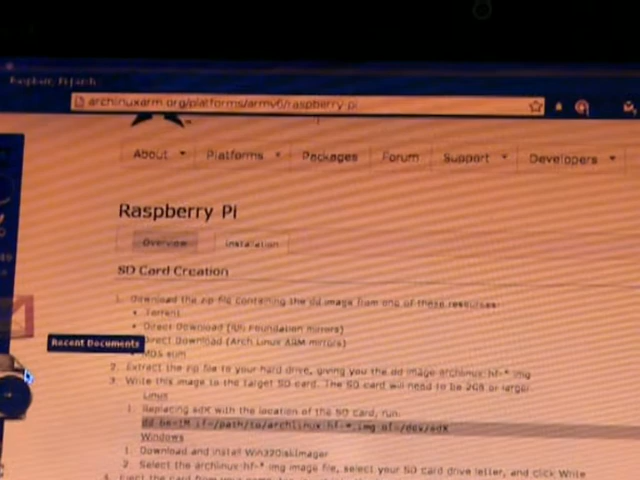 archlinuxarm.org/platforms/armv6/raspberry-pi
About Platforms Packages Forum Support Developers
Raspberry Pi
Overview Installation
SD Card Creation
1. Download the zip file containing the dd image from one of these
Torrent
Direct Download ( Foundation mirrors)
Recent Documents
Direct Download (Arch Linux ARM mirrors)
MD5 sum
2. Extract the zip file to your hard drive, giving you the dd image archlinux-hf-*.img
3. Write this image to the target SD card. The SD card will need to be 2GB or larger
Linux
1. Replacing sdX with the location of the SD card, run:
dd bs=1M if=/path/to/archlinux-hf-*.img of=/dev/sdX
Windows
1. Download and install Win32DiskImager
2. Select the archlinux-hf-* img image file, select your SD card drive letter, and click Write